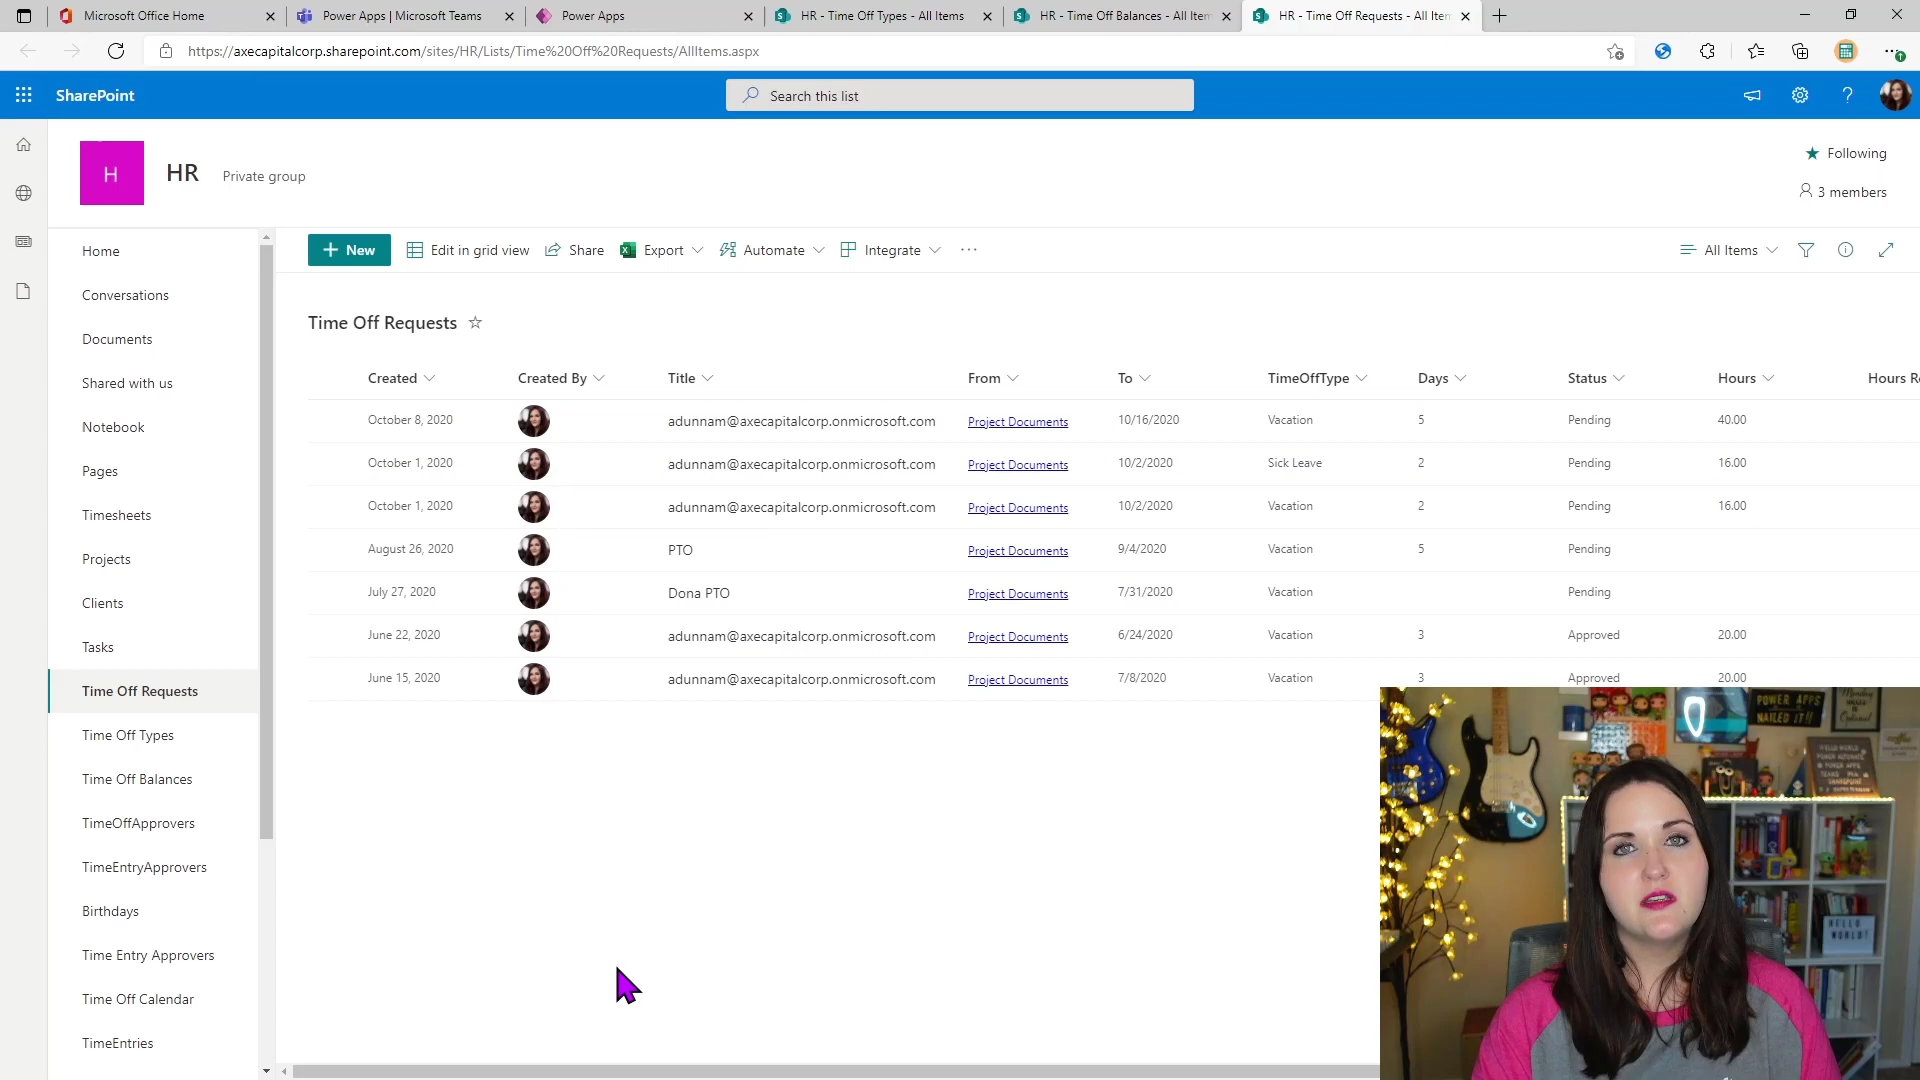 Microsoft Office Home
Power Apps | Microsoft Teams
Power Apps
HR - Time Off Types - All Items
HR - Time Off Balances - All Item
HR - Time Off Requests - All Item
https://axecapitalcorp.sharepoint.com/sites/HR/Lists/Time%20Off%20Requests/AllItems.aspx
SharePoint
Search this list
H
HR
Private group
Following
3 members
Home
Conversations
Documents
Shared with us
Notebook
Pages
Timesheets
Projects
Clients
Tasks
Time Off Requests
Time Off Types
Time Off Balances
TimeOffApprovers
TimeEntryApprovers
Birthdays
Time Entry Approvers
Time Off Calendar
TimeEntries
New Edit in grid view Share Export Automate Integrate All Items
Time Off Requests
Created Created By Title From To TimeOffType Days Status Hours Hours Re
October 8, 2020 adunnam@axecapitalcorp.onmicrosoft.com Project Documents 10/16/2020 Vacation 5 Pending 40.00
October 1, 2020 adunnam@axecapitalcorp.onmicrosoft.com Project Documents 10/2/2020 Sick Leave 2 Pending 16.00
October 1, 2020 adunnam@axecapitalcorp.onmicrosoft.com Project Documents 10/2/2020 Vacation 2 Pending 16.00
August 26, 2020 PTO Project Documents 9/4/2020 Vacation 5 Pending
July 27, 2020 Dona PTO Project Documents 7/31/2020 Vacation Pending
June 22, 2020 adunnam@axecapitalcorp.onmicrosoft.com Project Documents 6/24/2020 Vacation 3 Approved 20.00
June 15, 2020 adunnam@axecapitalcorp.onmicrosoft.com Project Documents 7/8/2020 Vacation 3 Approved 20.00
POWER APPS
NAILED IT!!
HELLO WORLD
POWER AUTOMATE
POWER APPS
HELLO
WORLD!